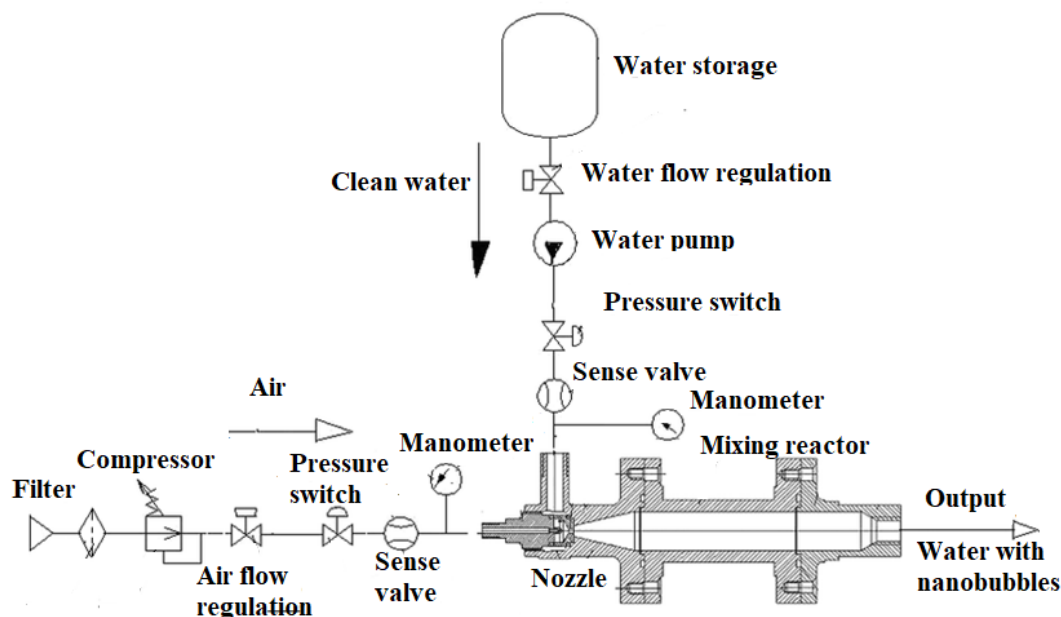 Water storage
Clean water
Water flow regulation
Water pump
Pressure switch
Sense valve
Air
Manometer
Manometer
Mixing reactor
Compressor
Pressure
switch
Filter
Output
Air flow
regulation
Sense
valve
Nozzle
Water with
nanobubbles